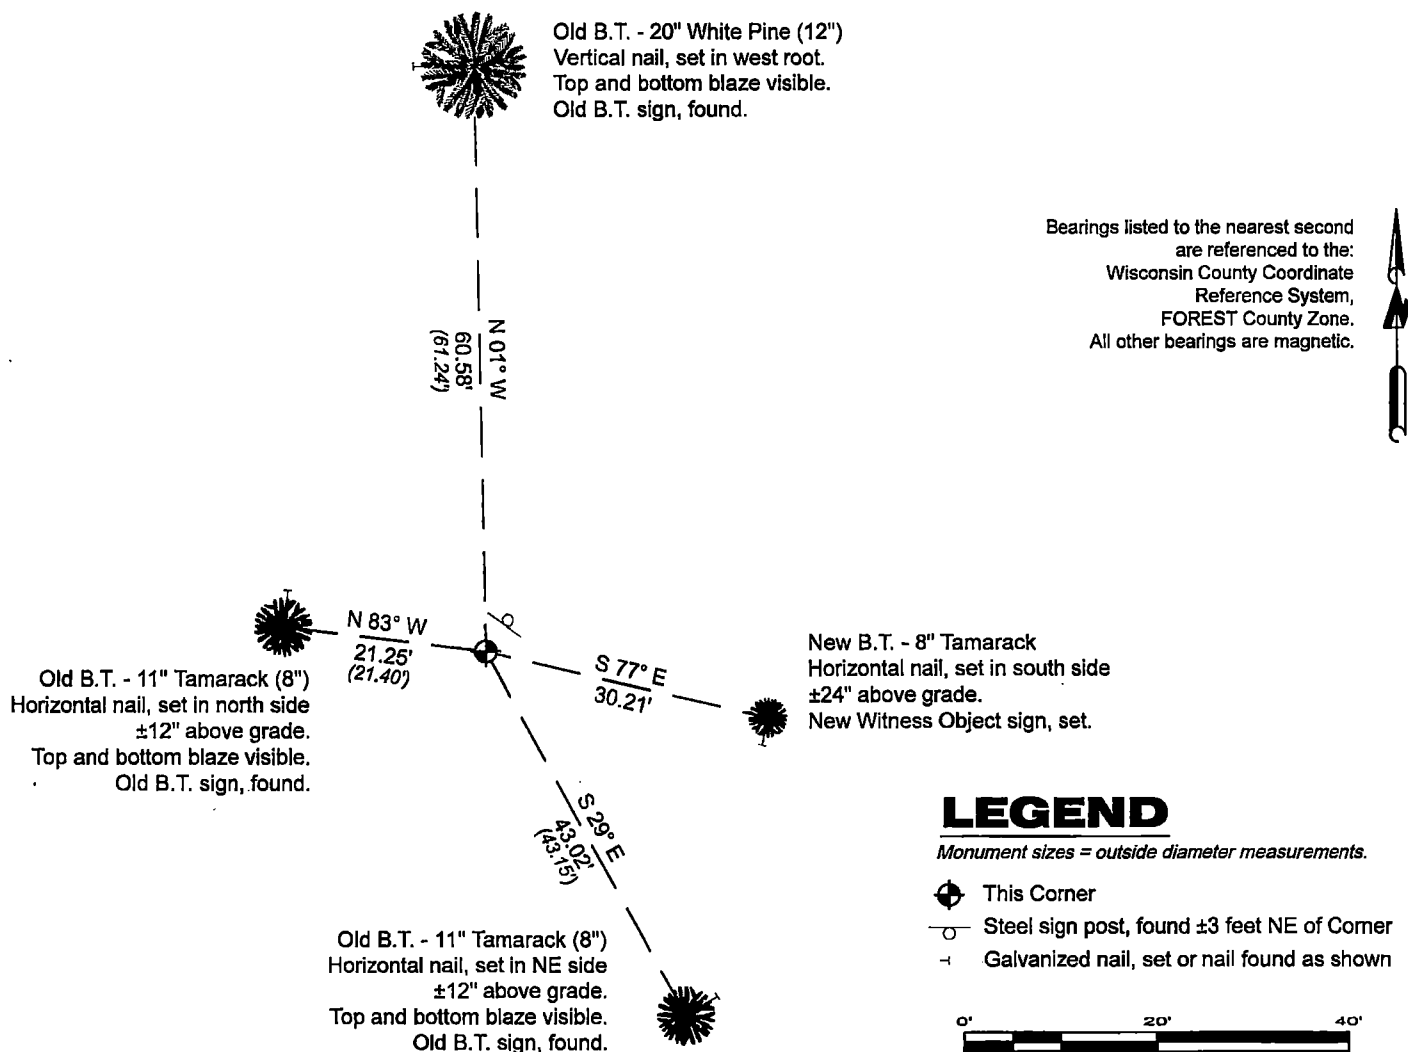 Old B.T. - 20" White Pine (12")
Vertical nail, set in west root.
Top and bottom blaze visible.
Old B.T. sign, found.
Bearings listed to the nearest second
are referenced to the:
Wisconsin County Coordinate
Reference System,
FOREST County Zone.
All other bearings are magnetic.
N 01° W
60.58'
(61.24')
N 83° W
21.25'
(21.40')
S 77° E
30.21'
New B.T. - 8" Tamarack
Horizontal nail, set in south side
±24" above grade.
New Witness Object sign, set.
Old B.T. - 11" Tamarack (8")
Horizontal nail, set in north side
±12" above grade.
Top and bottom blaze visible.
Old B.T. sign, found.
S 29° E
43.02'
(43.15')
Old B.T. - 11" Tamarack (8")
Horizontal nail, set in NE side
±12" above grade.
Top and bottom blaze visible.
Old B.T. sign, found.
LEGEND
Monument sizes = outside diameter measurements.
This Corner
Steel sign post, found ±3 feet NE of Corner
Galvanized nail, set or nail found as shown
0' 20' 40'